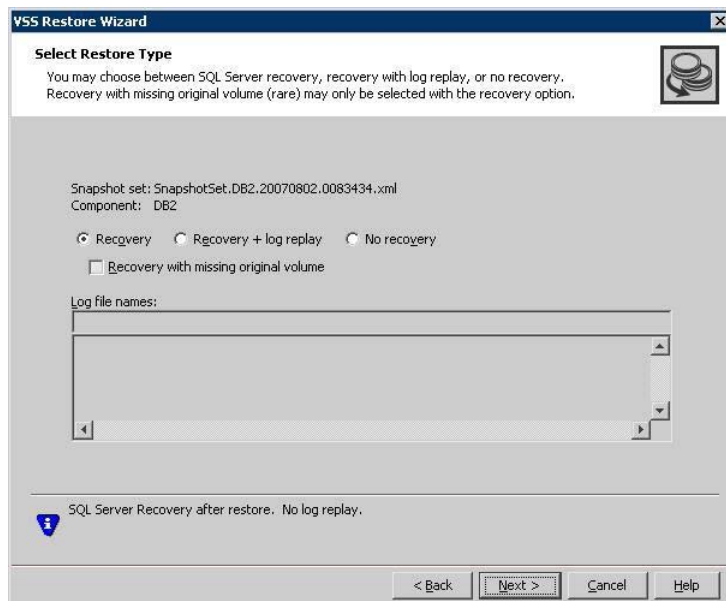 VSS Restore Wizard
Select Restore Type
You may choose between SQL Server recovery, recovery with log replay, or no recovery.
Recovery with missing original volume (rare) may only be selected with the recovery option.
Snapshot set: SnapshotSet.DB2.20070802.0083434.xml
Component: DB2
Recovery Recovery + log replay No recovery
Recovery with missing original volume
Log file names:
SQL Server Recovery after restore. No log replay.
< Back Next > Cancel Help